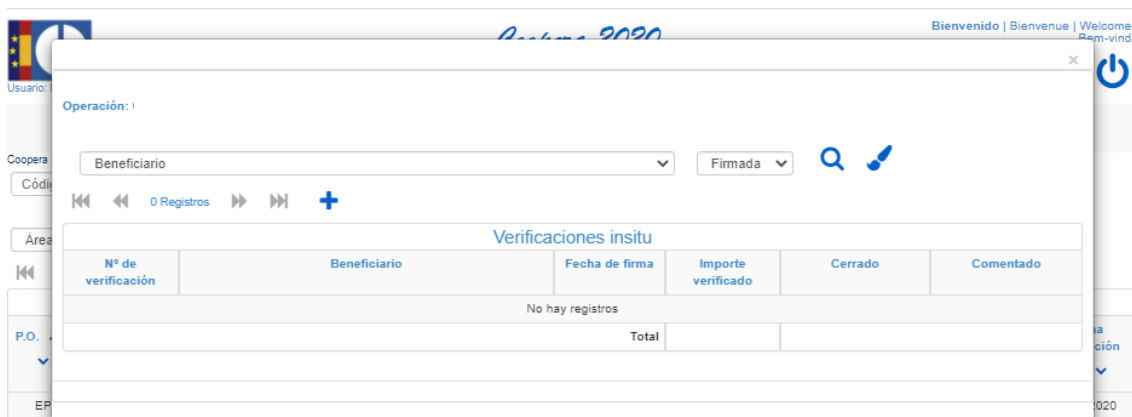 Bienvenido | Bienvenue | Welcome
Usuario:
Operación:
Coopera
Beneficiario
Firmada
0 Registros
Área
Verificaciones insitu
Nº de verificación Beneficiario Fecha de firma Importe verificado Cerrado Comentado
No hay registros
Total
P.O.